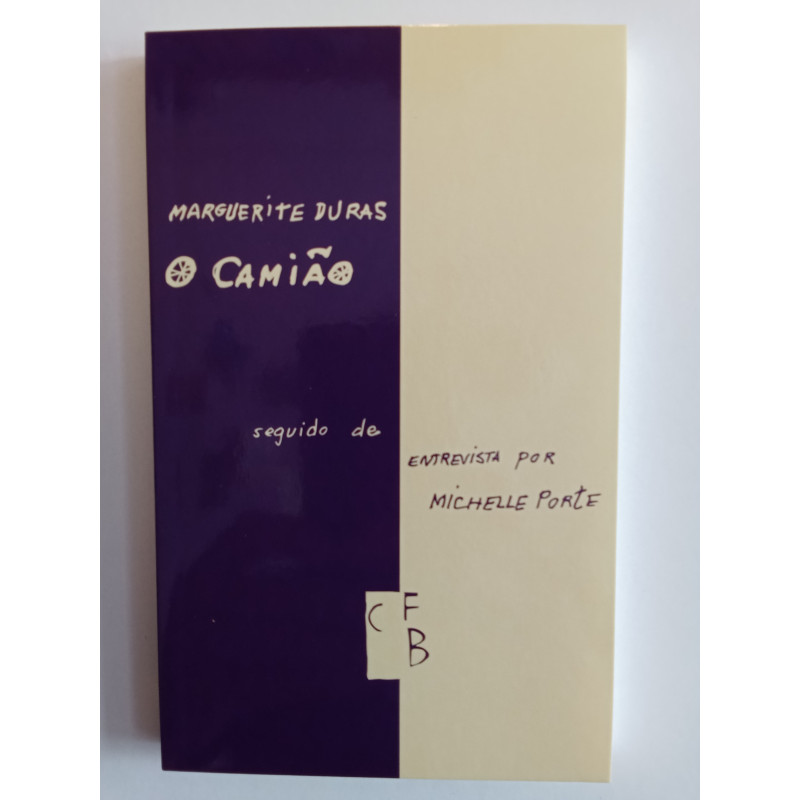 MARGUERITE DURAS
O CAMIÃO
seguido de
ENTREVISTA POR
MICHELLE PORTE
C F
B